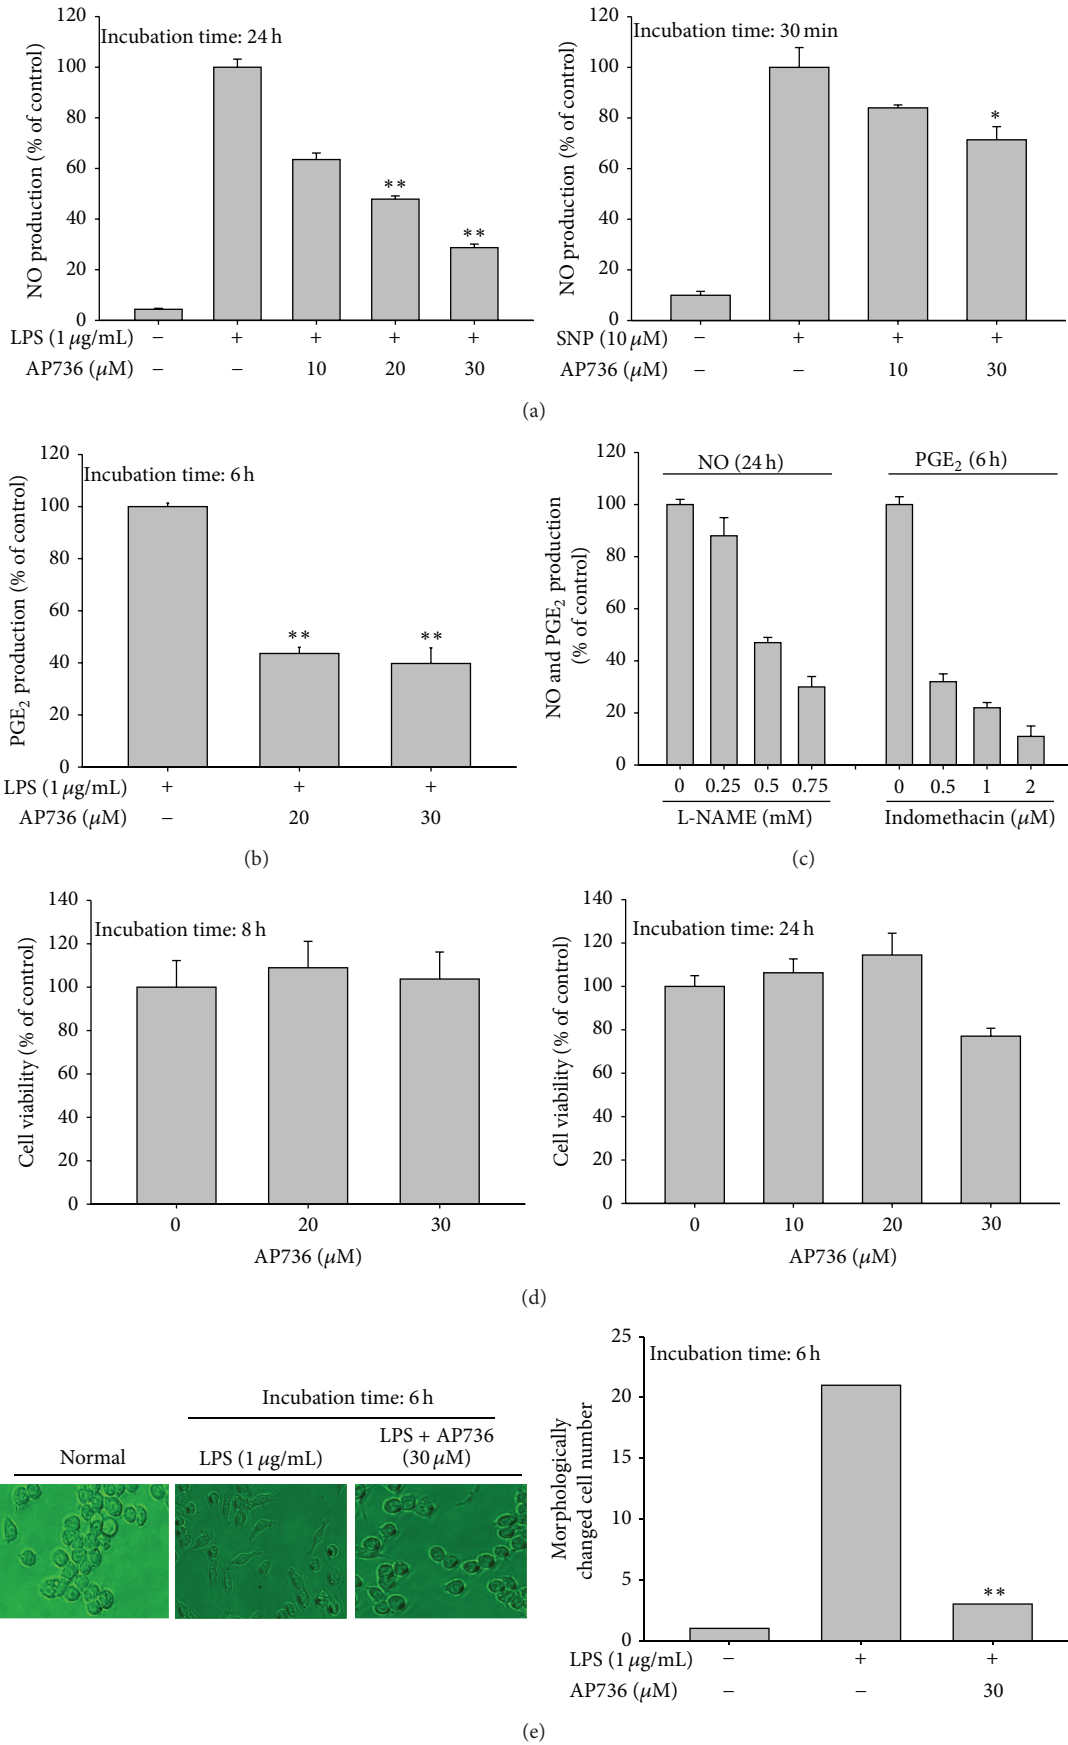 120
100
80
60
40
20
0
NO production (% of control)
Incubation time: 24 h
**
**
LPS (1 μg/mL) − + + + +
AP736 (μM) − − 10 20 30
120
100
80
60
40
20
0
NO production (% of control)
Incubation time: 30 min
*
SNP (10 μM) − + + +
AP736 (μM) − − 10 30
(a)
120
100
80
60
40
20
0
PGE₂ production (% of control)
Incubation time: 6 h
** **
LPS (1 μg/mL) + + +
AP736 (μM) − 20 30
(b)
120
100
80
60
40
20
0
NO and PGE₂ production
(% of control)
NO (24 h) PGE₂ (6 h)
0 0.25 0.5 0.75 0 0.5 1 2
L-NAME (mM) Indomethacin (μM)
(c)
140
120
100
80
60
40
20
0
Cell viability (% of control)
Incubation time: 8 h
0 20 30
AP736 (μM)
140
120
100
80
60
40
20
0
Cell viability (% of control)
Incubation time: 24 h
0 10 20 30
AP736 (μM)
(d)
Incubation time: 6 h
Normal LPS (1 μg/mL) LPS + AP736
(30 μM)
25
20
15
10
5
0
Morphologically
changed cell number
Incubation time: 6 h
**
LPS (1 μg/mL) − + +
AP736 (μM) − − 30
(e)